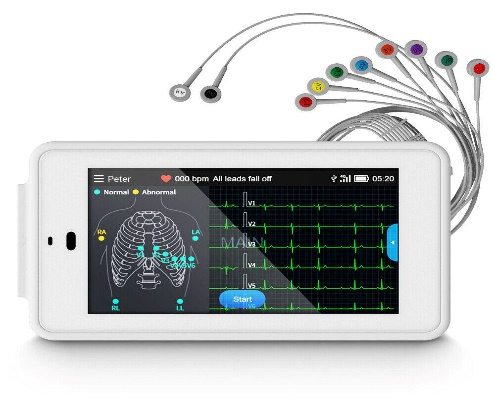 Peter
000 bpm All leads fall off
05:20
Normal
Abnormal
RA
LA
RL
LL
V1
V2
V3
V4
V5
MAIN
Start